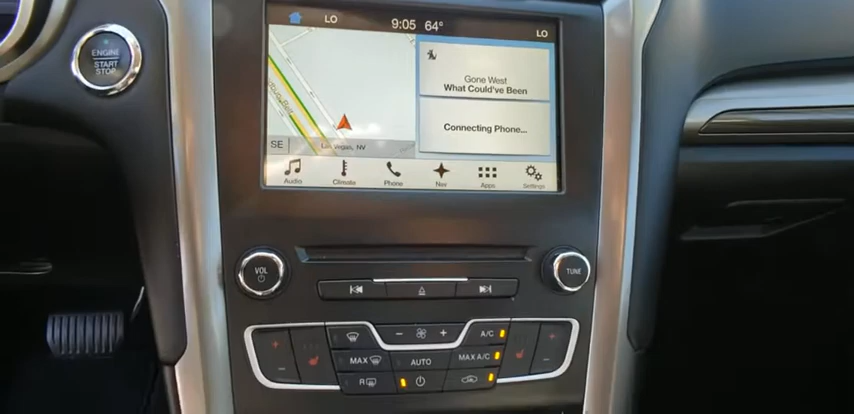 LO
9:05 64°
LO
ENGINE
START
STOP
Gone West
What Could've Been
Connecting Phone...
SE
Las Vegas, NV
Audio
Climate
Phone
Nav
Apps
Settings
VOL
TUNE
A/C
MAX
AUTO
MAX A/C
R